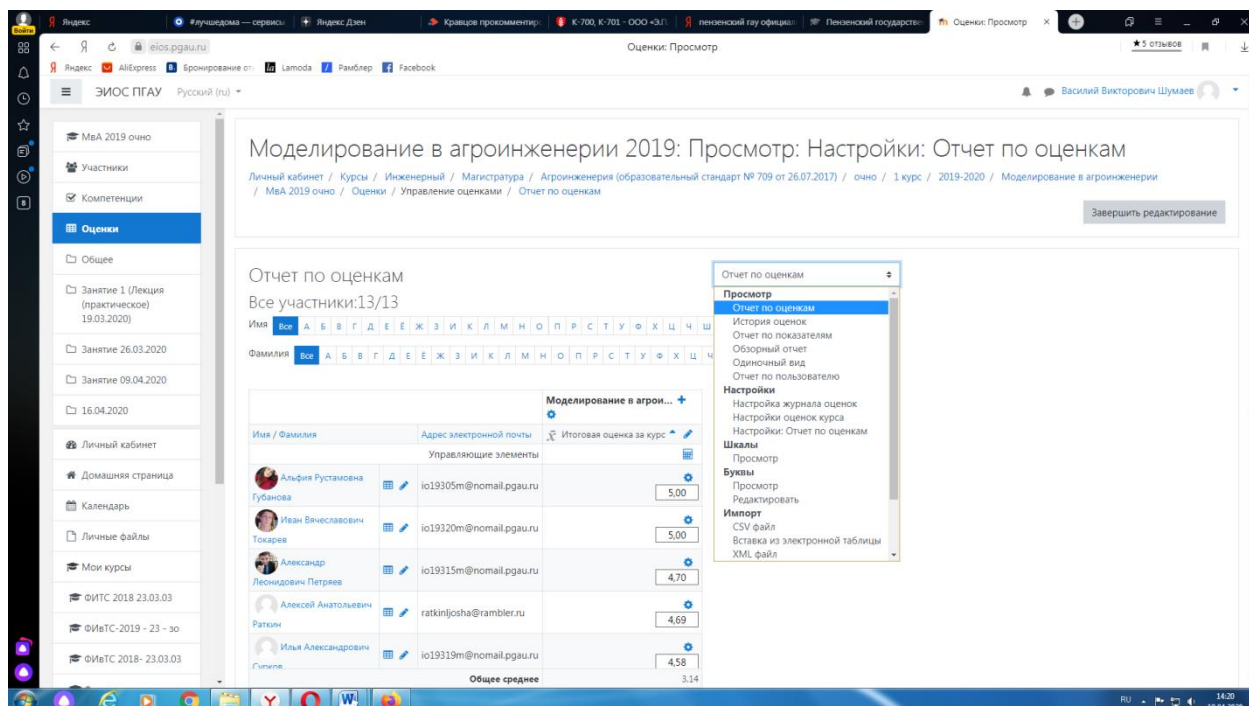 Яндекс
#лучшедома — сервисы
Яндекс Дзен
Кравцов прокомментиро
К-700, К-701 - ООО «З.П.
пензенский гау официал
Пензенский государстве
Оценки: Просмотр
Войти
eios.pgau.ru
Оценки: Просмотр
★5 отзывов
Яндекс
AliExpress
Бронирование от
Lamoda
Рамблер
Facebook
ЭИОС ПГАУ
Русский (ru)
Василий Викторович Шумаев
МвА 2019 очно
Участники
Компетенции
Оценки
Общее
Занятие 1 (Лекция
(практическое)
19.03.2020)
Занятие 26.03.2020
Занятие 09.04.2020
16.04.2020
Личный кабинет
Домашняя страница
Календарь
Личные файлы
Мои курсы
ФИТС 2018 23.03.03
ФИвТС-2019 - 23 - зо
ФИвТС 2018- 23.03.03
Моделирование в агроинженерии 2019: Просмотр: Настройки: Отчет по оценкам
Личный кабинет / Курсы / Инженерный / Магистратура / Агроинженерия (образовательный стандарт № 709 от 26.07.2017) / очно / 1 курс / 2019-2020 / Моделирование в агроинженерии
/ МвА 2019 очно / Оценки / Управление оценками / Отчет по оценкам
Завершить редактирование
Отчет по оценкам
Все участники:13/13
Имя Все А Б В Г Д Е Ё Ж З И К Л М Н О П Р С Т У Ф Х Ц Ч Ш
Фамилия Все А Б В Г Д Е Ё Ж З И К Л М Н О П Р С Т У Ф Х Ц Ч
Моделирование в агрои...
Имя / Фамилия
Адрес электронной почты
Итоговая оценка за курс
Управляющие элементы
Альфия Рустамовна
Губанова
io19305m@nomail.pgau.ru
5,00
Иван Вячеславович
Токарев
io19320m@nomail.pgau.ru
5,00
Александр
Леонидович Петряев
io19315m@nomail.pgau.ru
4,70
Алексей Анатольевич
Раткин
ratkinljosha@rambler.ru
4,69
Илья Александрович
io19319m@nomail.pgau.ru
4,58
Общее среднее
3,14
Отчет по оценкам
Просмотр
Отчет по оценкам
История оценок
Отчет по показателям
Обзорный отчет
Одиночный вид
Отчет по пользователю
Настройки
Настройка журнала оценок
Настройки оценок курса
Настройки: Отчет по оценкам
Шкалы
Просмотр
Буквы
Просмотр
Редактировать
Импорт
CSV файл
Вставка из электронной таблицы
XML файл
RU
14:20